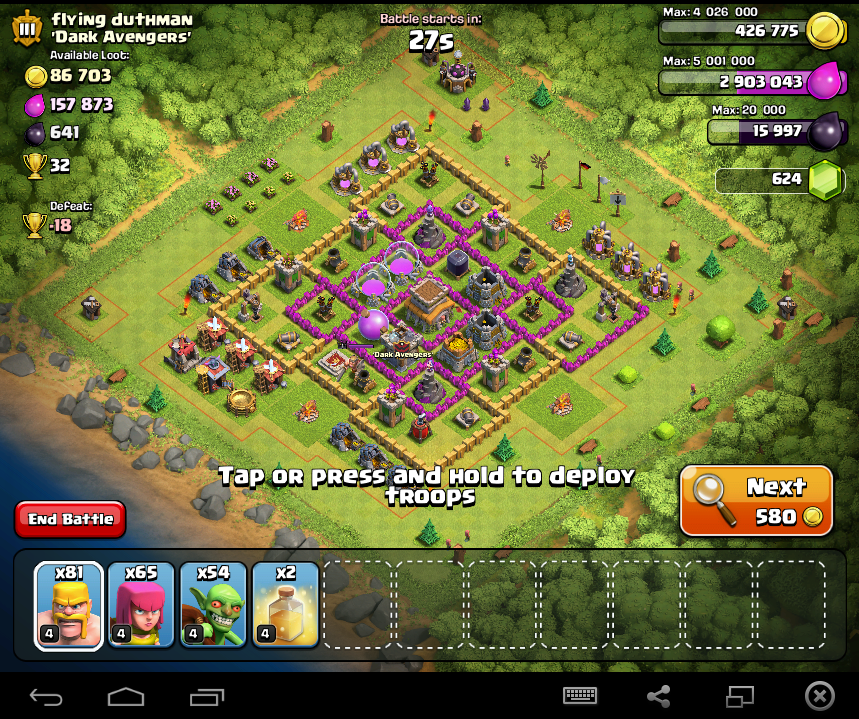 flying duthman
'Dark Avengers'
Available Loot:
86 703
157 873
641
32
Defeat:
-18
Battle starts in:
27s
Max: 4 026 000
426 775
Max: 5 001 000
2 903 043
Max: 20 000
15 997
624
Dark Avengers
Tap or press and hold to deploy
troops
End Battle
Next
580
x81
x65
x54
x2
4
4
4
4